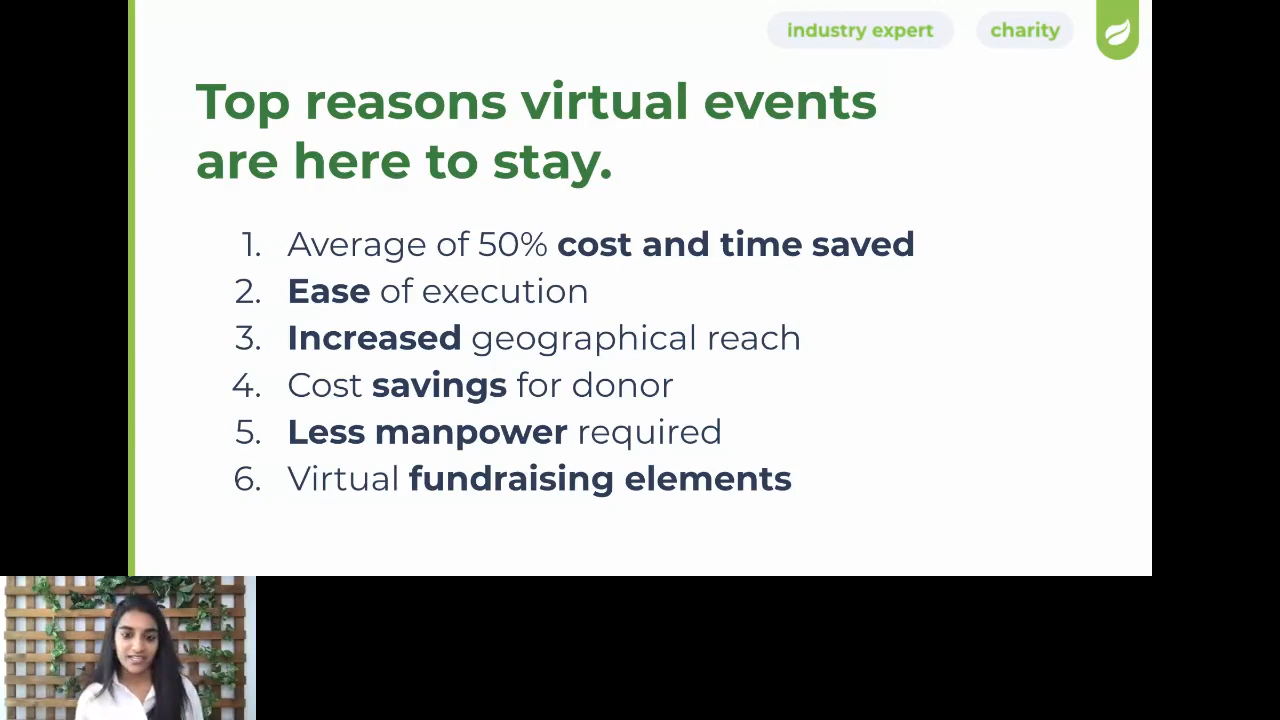 industry expert
charity
Top reasons virtual events
are here to stay.
1. Average of 50% cost and time saved
2. Ease of execution
3. Increased geographical reach
4. Cost savings for donor
5. Less manpower required
6. Virtual fundraising elements